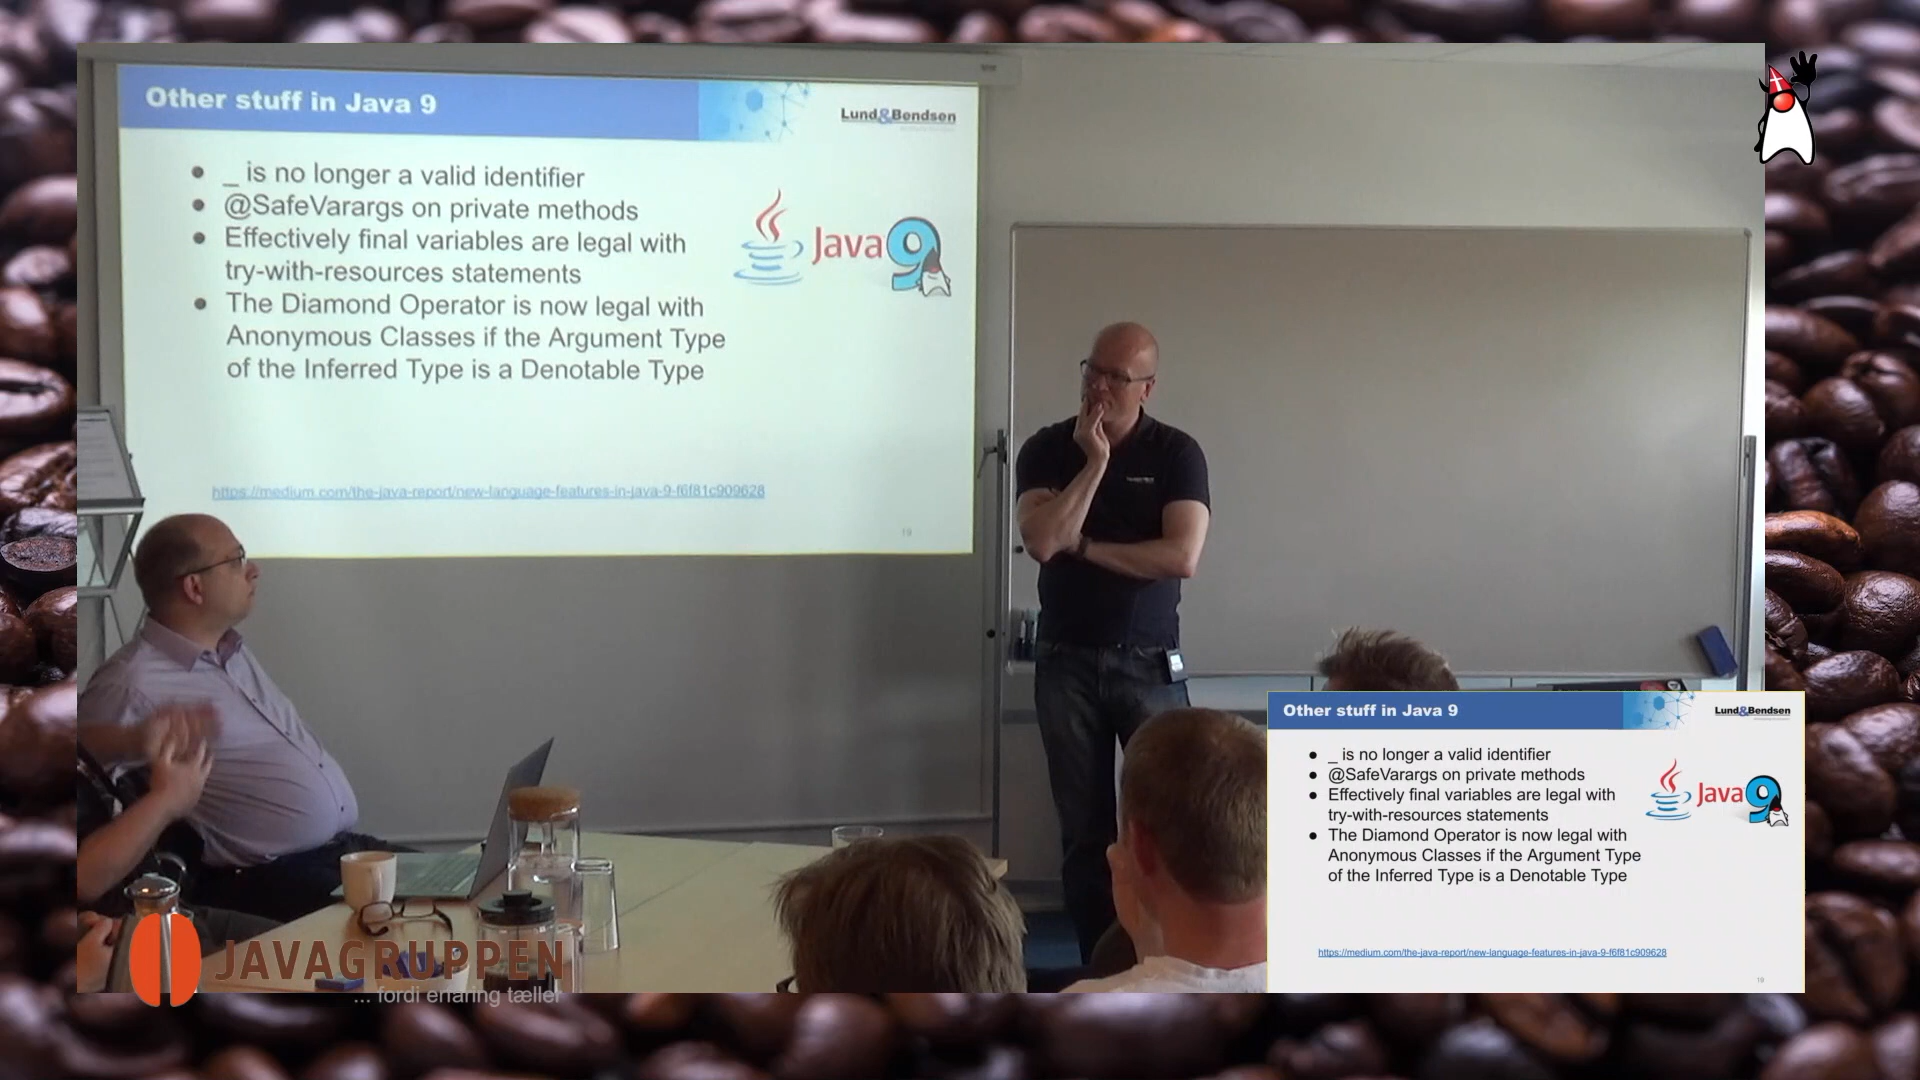 Other stuff in Java 9
Lund&Bendsen
● _ is no longer a valid identifier
● @SafeVarargs on private methods
● Effectively final variables are legal with
try-with-resources statements
● The Diamond Operator is now legal with
Anonymous Classes if the Argument Type
of the Inferred Type is a Denotable Type
Java 9
https://medium.com/the-java-report/new-language-features-in-java-9-f6f81c909628
19
Other stuff in Java 9
Lund&Bendsen
● _ is no longer a valid identifier
● @SafeVarargs on private methods
● Effectively final variables are legal with
try-with-resources statements
● The Diamond Operator is now legal with
Anonymous Classes if the Argument Type
of the Inferred Type is a Denotable Type
Java 9
https://medium.com/the-java-report/new-language-features-in-java-9-f6f81c909628
19
JAVAGRUPPEN
... fordi erfaring tæller